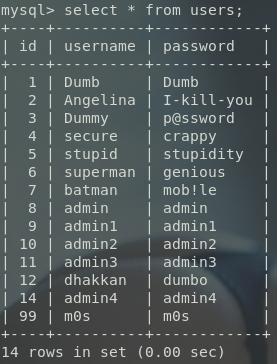 mysql> select * from users;
+----+----------+------------+
| id | username | password   |
+----+----------+------------+
|  1 | Dumb     | Dumb       |
|  2 | Angelina | I-kill-you |
|  3 | Dummy    | p@ssword   |
|  4 | secure   | crappy     |
|  5 | stupid   | stupidity  |
|  6 | superman | genious    |
|  7 | batman   | mob!le     |
|  8 | admin    | admin      |
|  9 | admin1   | admin1     |
| 10 | admin2   | admin2     |
| 11 | admin3   | admin3     |
| 12 | dhakkan  | dumbo      |
| 14 | admin4   | admin4     |
| 99 | m0s      | m0s        |
+----+----------+------------+
14 rows in set (0.00 sec)